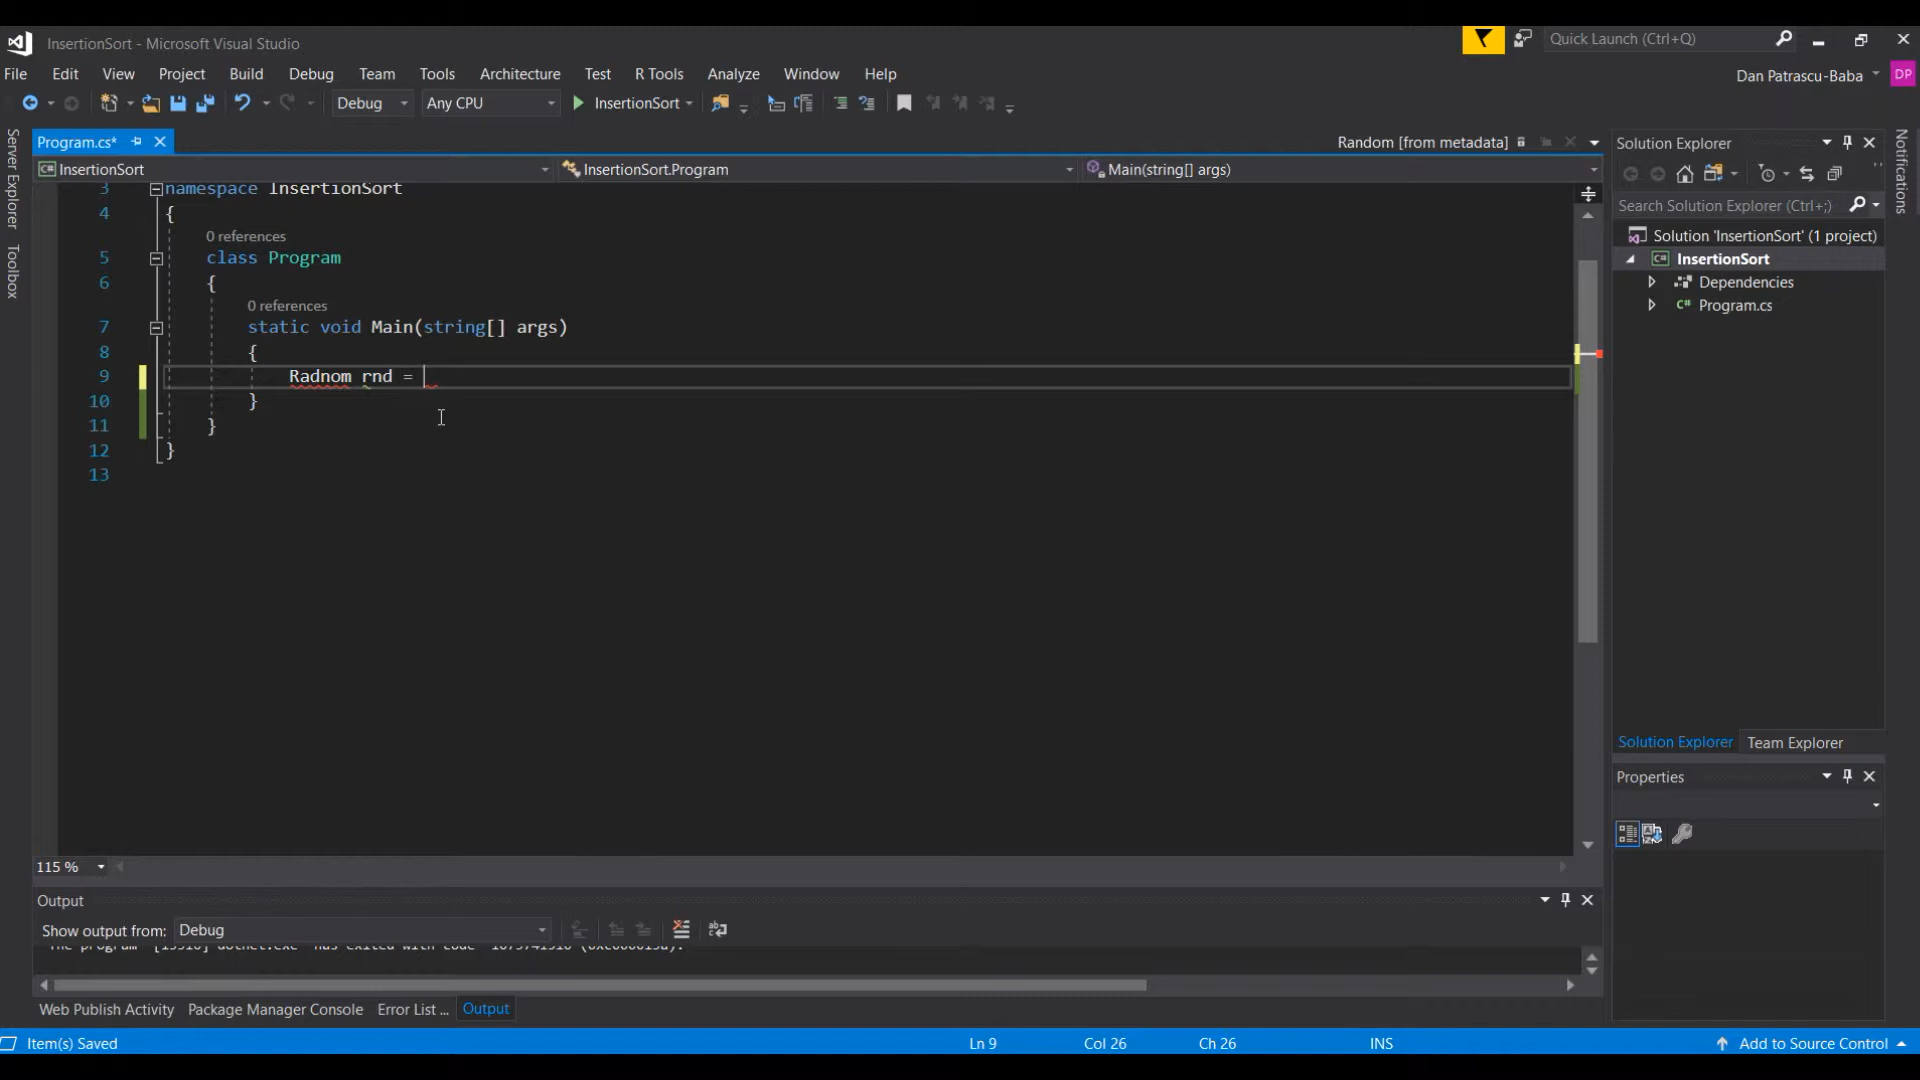 InsertionSort - Microsoft Visual Studio
Quick Launch (Ctrl+Q)
File Edit View Project Build Debug Team Tools Architecture Test R Tools Analyze Window Help
Dan Patrascu-Baba DP
Debug Any CPU InsertionSort
Program.cs* Random [from metadata]
InsertionSort InsertionSort.Program Main(string[] args)
3 namespace InsertionSort
4 {
0 references
5 class Program
6 {
0 references
7 static void Main(string[] args)
8 {
9 Radnom rnd =
10 }
11 }
12 }
13
Server Explorer
Toolbox
Notifications
Solution Explorer
Search Solution Explorer (Ctrl+;)
Solution 'InsertionSort' (1 project)
C# InsertionSort
Dependencies
C# Program.cs
Solution Explorer Team Explorer
Properties
115 %
Output
Show output from: Debug
Web Publish Activity Package Manager Console Error List ... Output
Item(s) Saved Ln 9 Col 26 Ch 26 INS Add to Source Control